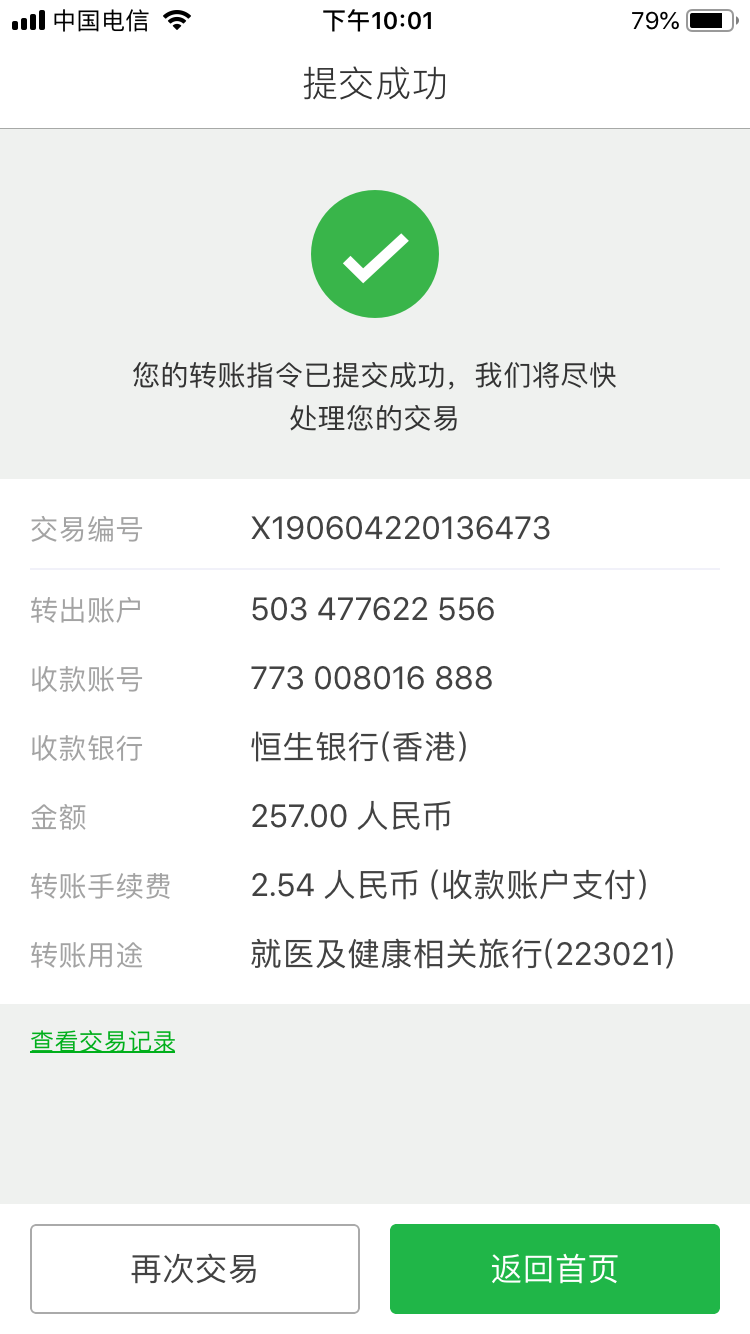 中国电信 下午10:01 79%
提交成功
您的转账指令已提交成功，我们将尽快
处理您的交易
交易编号 X190604220136473
转出账户 503 477622 556
收款账号 773 008016 888
收款银行 恒生银行(香港)
金额 257.00 人民币
转账手续费 2.54 人民币 (收款账户支付)
转账用途 就医及健康相关旅行(223021)
查看交易记录
再次交易 返回首页